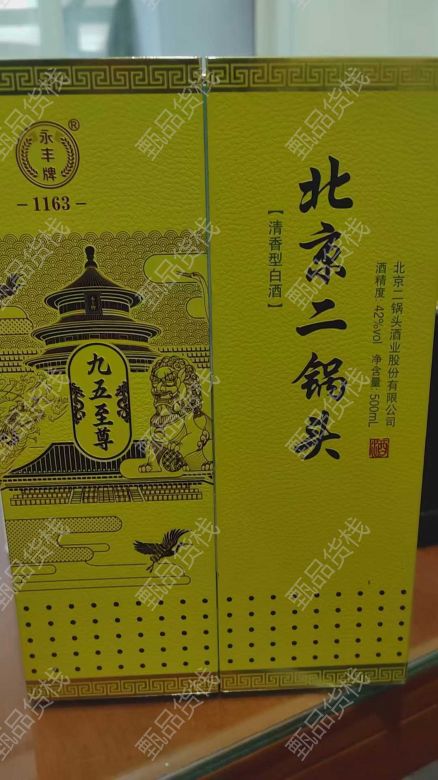 永丰牌®
-1163-
九五至尊
北京二锅头
【清香型白酒】
北京二锅头酒业股份有限公司
酒精度：42%vol 净含量：500mL
甄品货栈